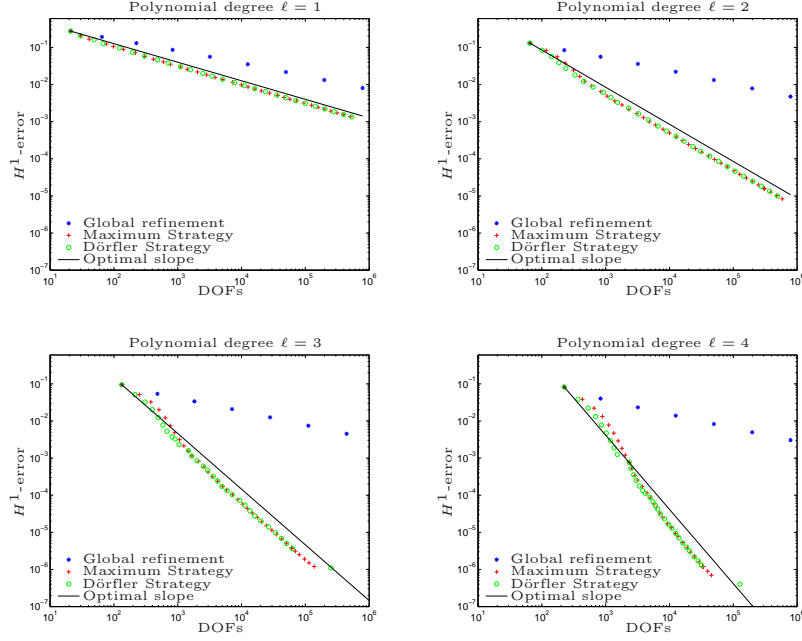 Polynomial degree ℓ = 1
H¹-error
10⁻¹
10⁻²
10⁻³
10⁻⁴
10⁻⁵
10⁻⁶
10⁻⁷
Global refinement
Maximum Strategy
Dörfler Strategy
Optimal slope
10¹ 10² 10³ 10⁴ 10⁵ 10⁶
DOFs
Polynomial degree ℓ = 2
H¹-error
10⁻¹
10⁻²
10⁻³
10⁻⁴
10⁻⁵
10⁻⁶
10⁻⁷
Global refinement
Maximum Strategy
Dörfler Strategy
Optimal slope
10¹ 10² 10³ 10⁴ 10⁵ 10⁶
DOFs
Polynomial degree ℓ = 3
H¹-error
10⁻¹
10⁻²
10⁻³
10⁻⁴
10⁻⁵
10⁻⁶
10⁻⁷
Global refinement
Maximum Strategy
Dörfler Strategy
Optimal slope
10¹ 10² 10³ 10⁴ 10⁵ 10⁶
DOFs
Polynomial degree ℓ = 4
H¹-error
10⁻¹
10⁻²
10⁻³
10⁻⁴
10⁻⁵
10⁻⁶
10⁻⁷
Global refinement
Maximum Strategy
Dörfler Strategy
Optimal slope
10¹ 10² 10³ 10⁴ 10⁵ 10⁶
DOFs